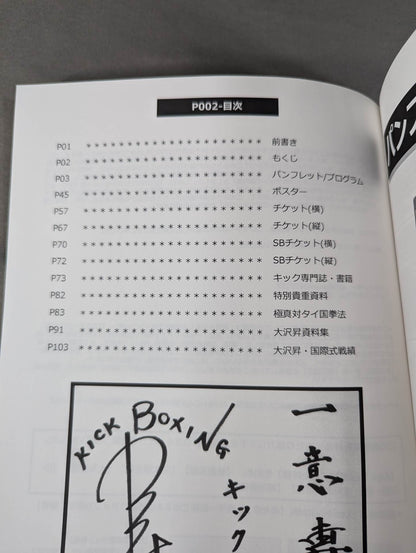 P002-目次
P01 ********************* 前書き
P02 ********************* もくじ
P03 ********************* パンフレット/プログラム
P45 ********************* ポスター
P57 ********************* チケット(横)
P67 ********************* チケット(縦)
P70 ********************* SBチケット(横)
P72 ********************* SBチケット(縦)
P73 ********************* キック専門誌・書籍
P82 ********************* 特別貴重資料
P83 ********************* 極真対タイ国拳法
P91 ********************* 大沢昇資料集
P103 ********************* 大沢昇・国際式戦績
KICK BOXING
キック
一意専
パンフ